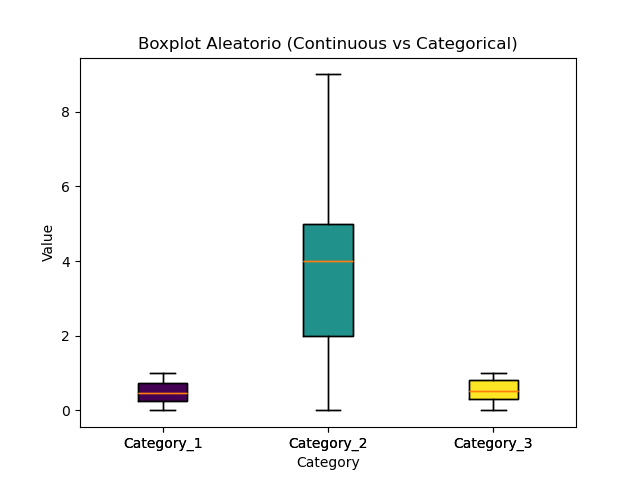 Boxplot Aleatorio (Continuous vs Categorical)
8
6
4
2
0
Value
Category_1 Category_2 Category_3
Category